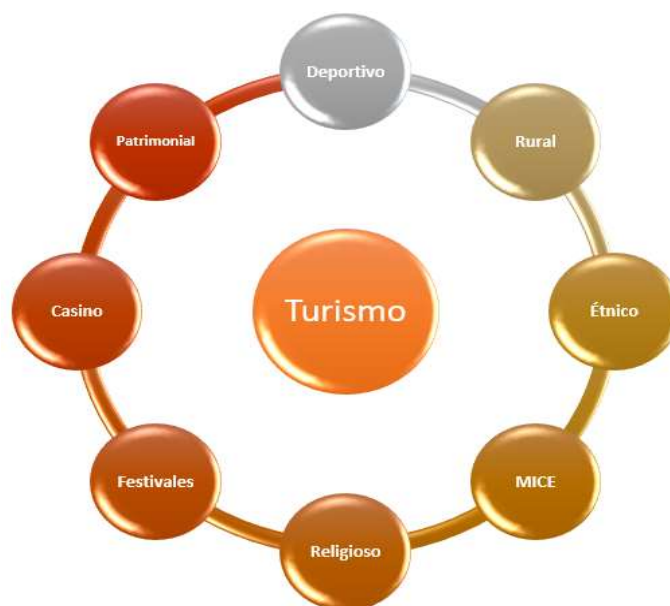 Deportivo
Rural
Étnico
MICE
Religioso
Festivales
Casino
Patrimonial
Turismo